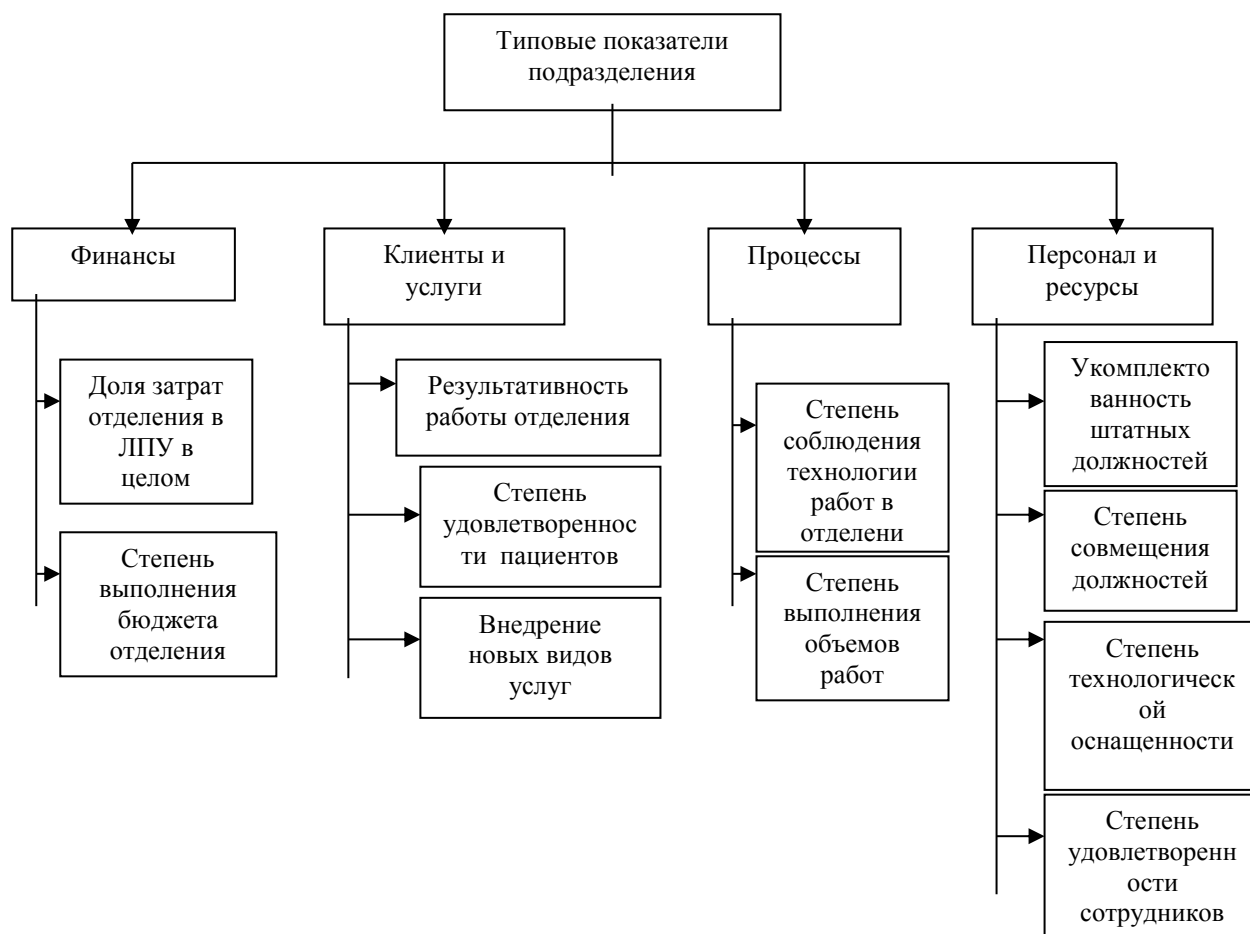 Типовые показатели
подразделения
Финансы
Клиенты и
услуги
Процессы
Персонал и
ресурсы
Доля затрат
отделения в
ЛПУ в
целом
Степень
выполнения
бюджета
отделения
Результативность
работы отделения
Степень
удовлетвореннос
ти пациентов
Внедрение
новых видов
услуг
Степень
соблюдения
технологии
работ в
отделени
Степень
выполнения
объемов
работ
Укомплекто
ванность
штатных
должностей
Степень
совмещения
должностей
Степень
технологическ
ой
оснащенности
Степень
удовлетворенн
ости
сотрудников